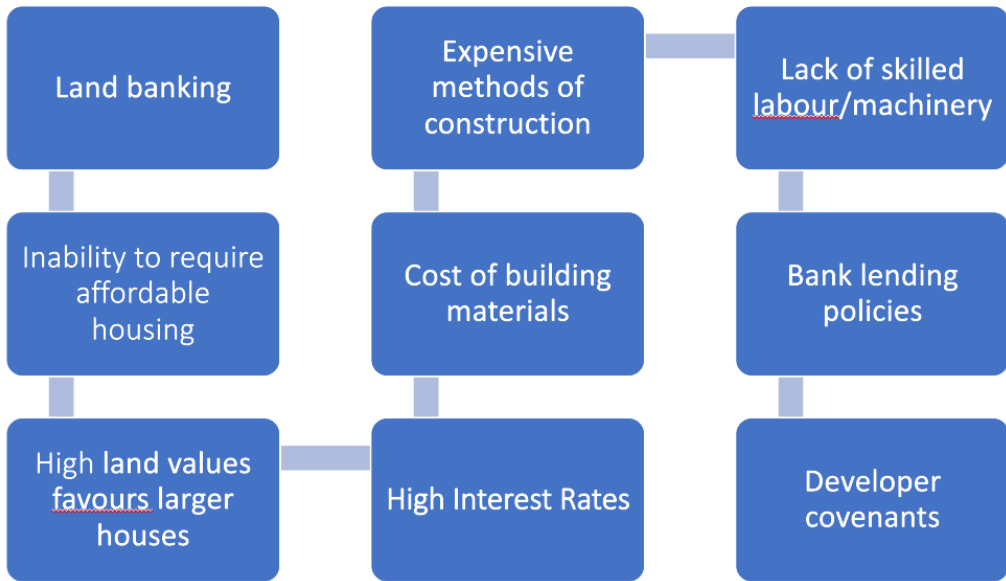 Land banking
Inability to require
affordable
housing
High land values
favours larger
houses
High Interest Rates
Cost of building
materials
Expensive
methods of
construction
Lack of skilled
labour/machinery
Bank lending
policies
Developer
covenants